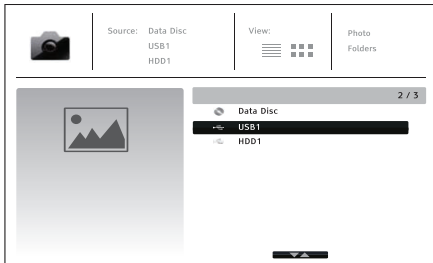 Source: Data Disc
USB1
HDD1
View:
Photo
Folders
2 / 3
Data Disc
USB1
HDD1